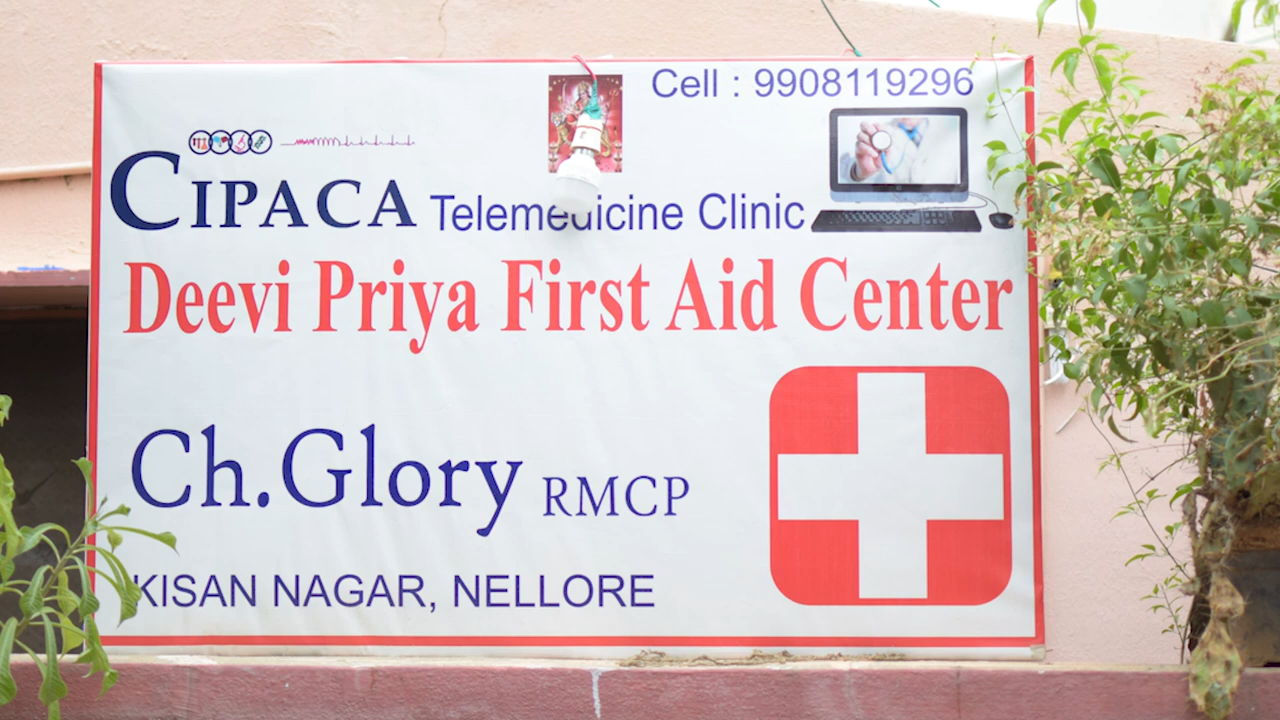 Cell : 9908119296
CIPACA Telemedicine Clinic
Deevi Priya First Aid Center
Ch.Glory RMCP
KISAN NAGAR, NELLORE